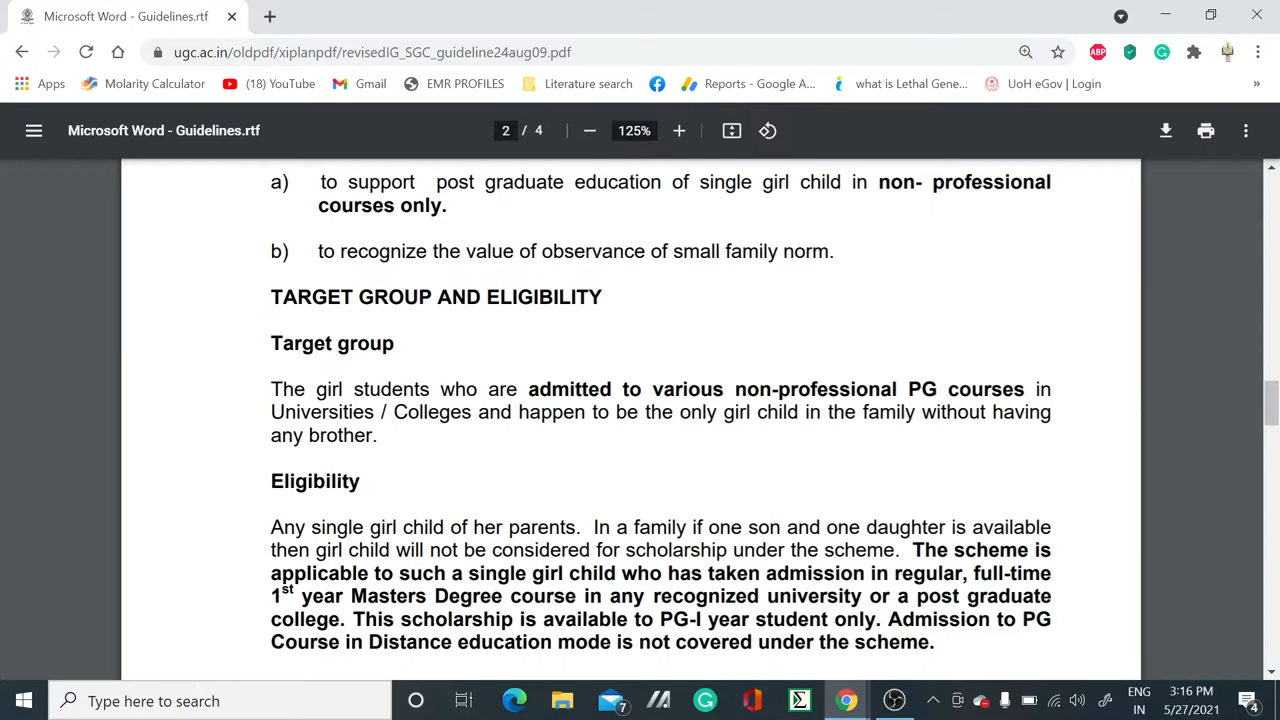 Microsoft Word - Guidelines.rtf
ugc.ac.in/oldpdf/xiplanpdf/revisedIG_SGC_guideline24aug09.pdf
ABP
Apps Molarity Calculator (18) YouTube Gmail EMR PROFILES Literature search Reports - Google A... what is Lethal Gene... UoH eGov | Login »
Microsoft Word - Guidelines.rtf 2 / 4 125%
a) to support post graduate education of single girl child in non- professional
courses only.
b) to recognize the value of observance of small family norm.
TARGET GROUP AND ELIGIBILITY
Target group
The girl students who are admitted to various non-professional PG courses in
Universities / Colleges and happen to be the only girl child in the family without having
any brother.
Eligibility
Any single girl child of her parents. In a family if one son and one daughter is available
then girl child will not be considered for scholarship under the scheme. The scheme is
applicable to such a single girl child who has taken admission in regular, full-time
1st year Masters Degree course in any recognized university or a post graduate
college. This scholarship is available to PG-I year student only. Admission to PG
Course in Distance education mode is not covered under the scheme.
Type here to search 7 ENG 3:16 PM
IN 5/27/2021 4